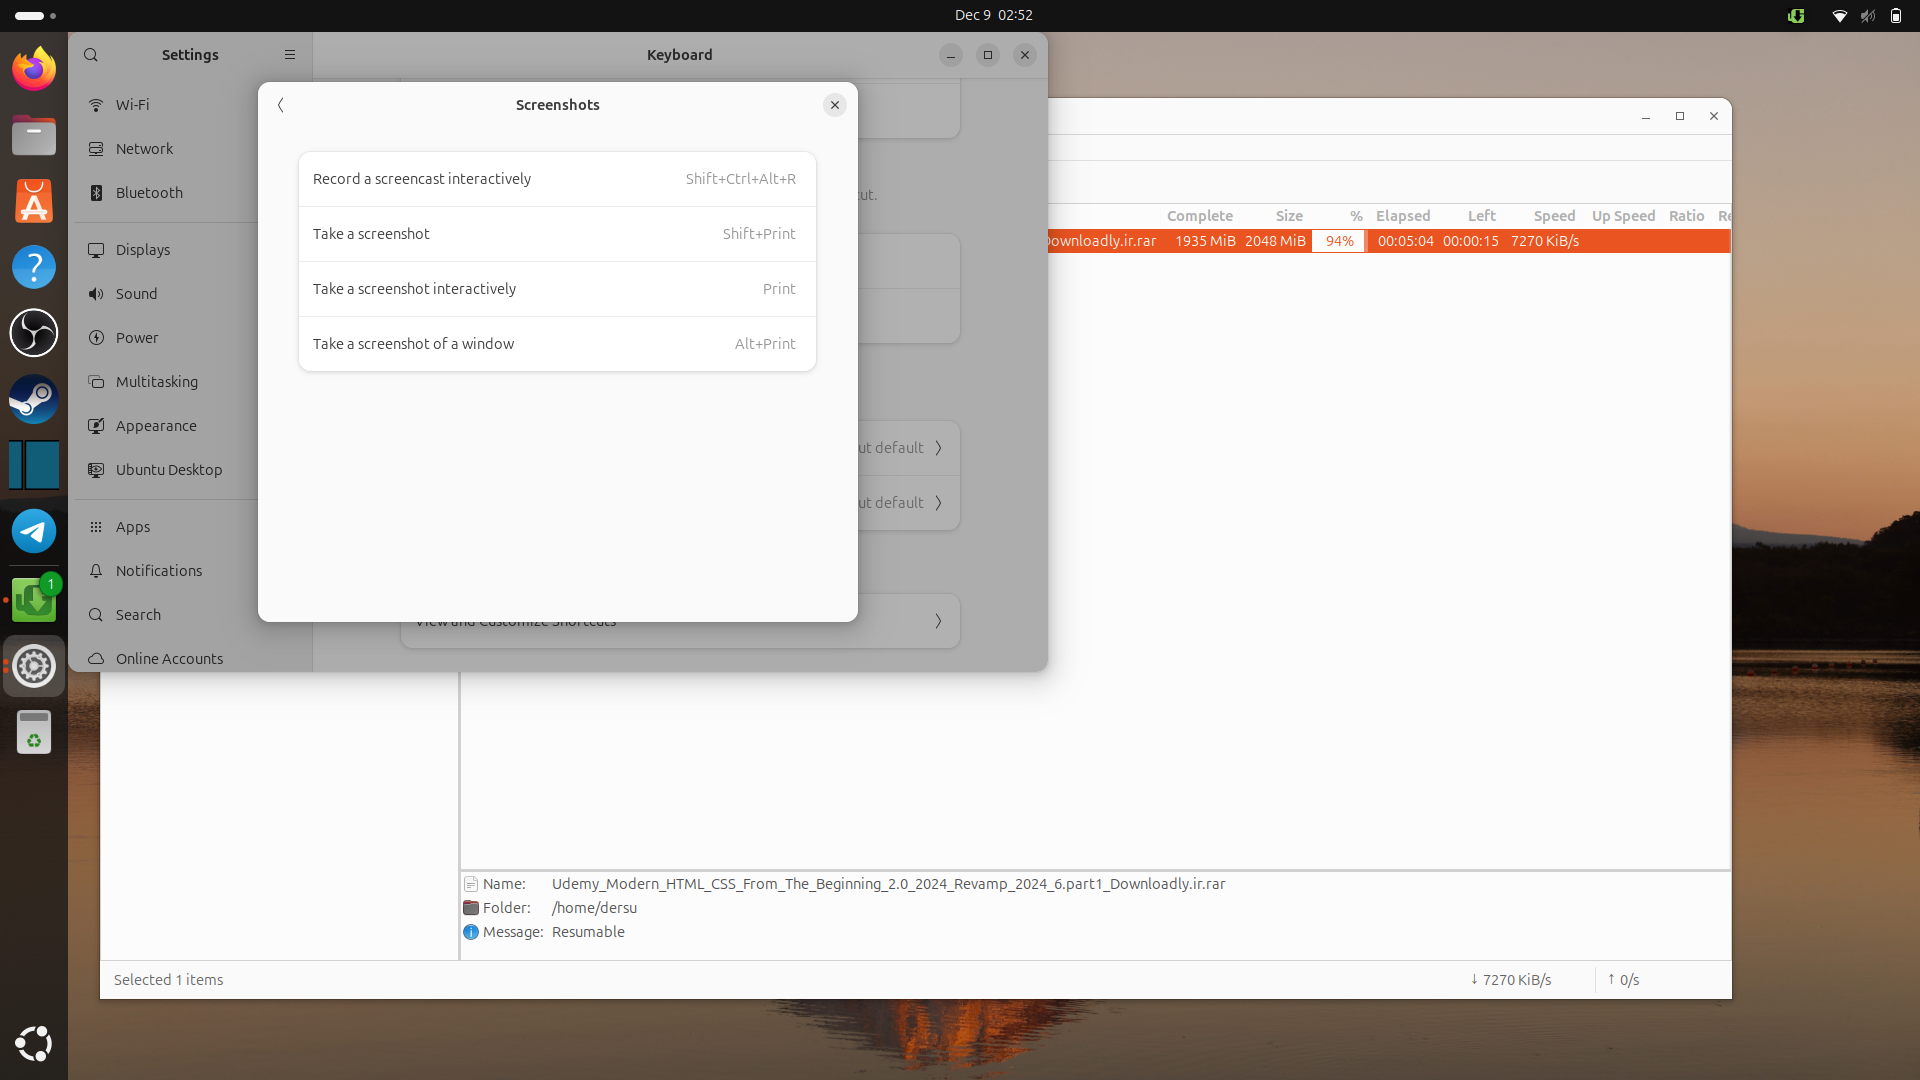 Dec 9 02:52
Settings
Keyboard
Wi-Fi
Network
Bluetooth
Displays
Sound
Power
Multitasking
Appearance
Ubuntu Desktop
Apps
Notifications
Search
Online Accounts
1
Screenshots
Record a screencast interactively Shift+Ctrl+Alt+R
Take a screenshot Shift+Print
Take a screenshot interactively Print
Take a screenshot of a window Alt+Print
ut default
ut default
View and Customize Shortcuts
Complete Size % Elapsed Left Speed Up Speed Ratio
Downloadly.ir.rar 1935 MiB 2048 MiB 94% 00:05:04 00:00:15 7270 KiB/s
Name: Udemy_Modern_HTML_CSS_From_The_Beginning_2.0_2024_Revamp_2024_6.part1_Downloadly.ir.rar
Folder: /home/dersu
Message: Resumable
Selected 1 items
↓ 7270 KiB/s ↑ 0/s